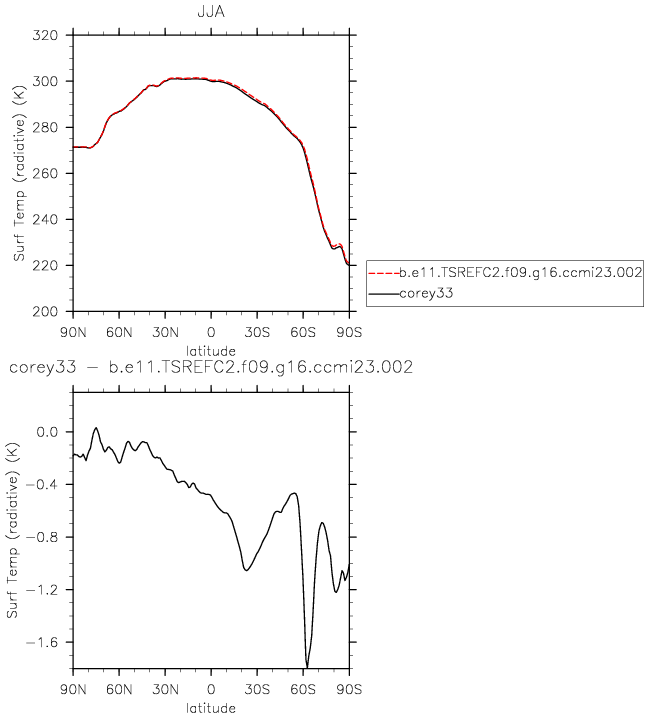 JJA
320
300
280
260
240
220
200
Surf Temp (radiative) (K)
90N 60N 30N 0 30S 60S 90S
latitude
b.e11.TSREFC2.f09.g16.ccmi23.002
corey33
corey33 − b.e11.TSREFC2.f09.g16.ccmi23.002
0.0
−0.4
−0.8
−1.2
−1.6
Surf Temp (radiative) (K)
90N 60N 30N 0 30S 60S 90S
latitude